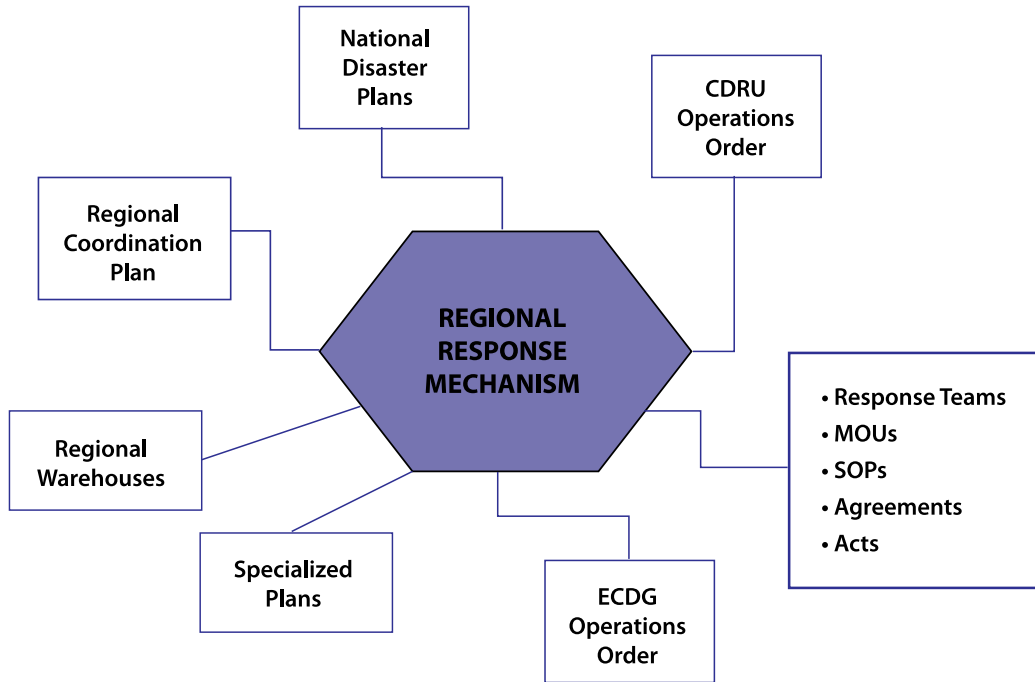 National
Disaster
Plans
CDRU
Operations
Order
Regional
Coordination
Plan
REGIONAL
RESPONSE
MECHANISM
• Response Teams
• MOUs
• SOPs
• Agreements
• Acts
Regional
Warehouses
Specialized
Plans
ECDG
Operations
Order